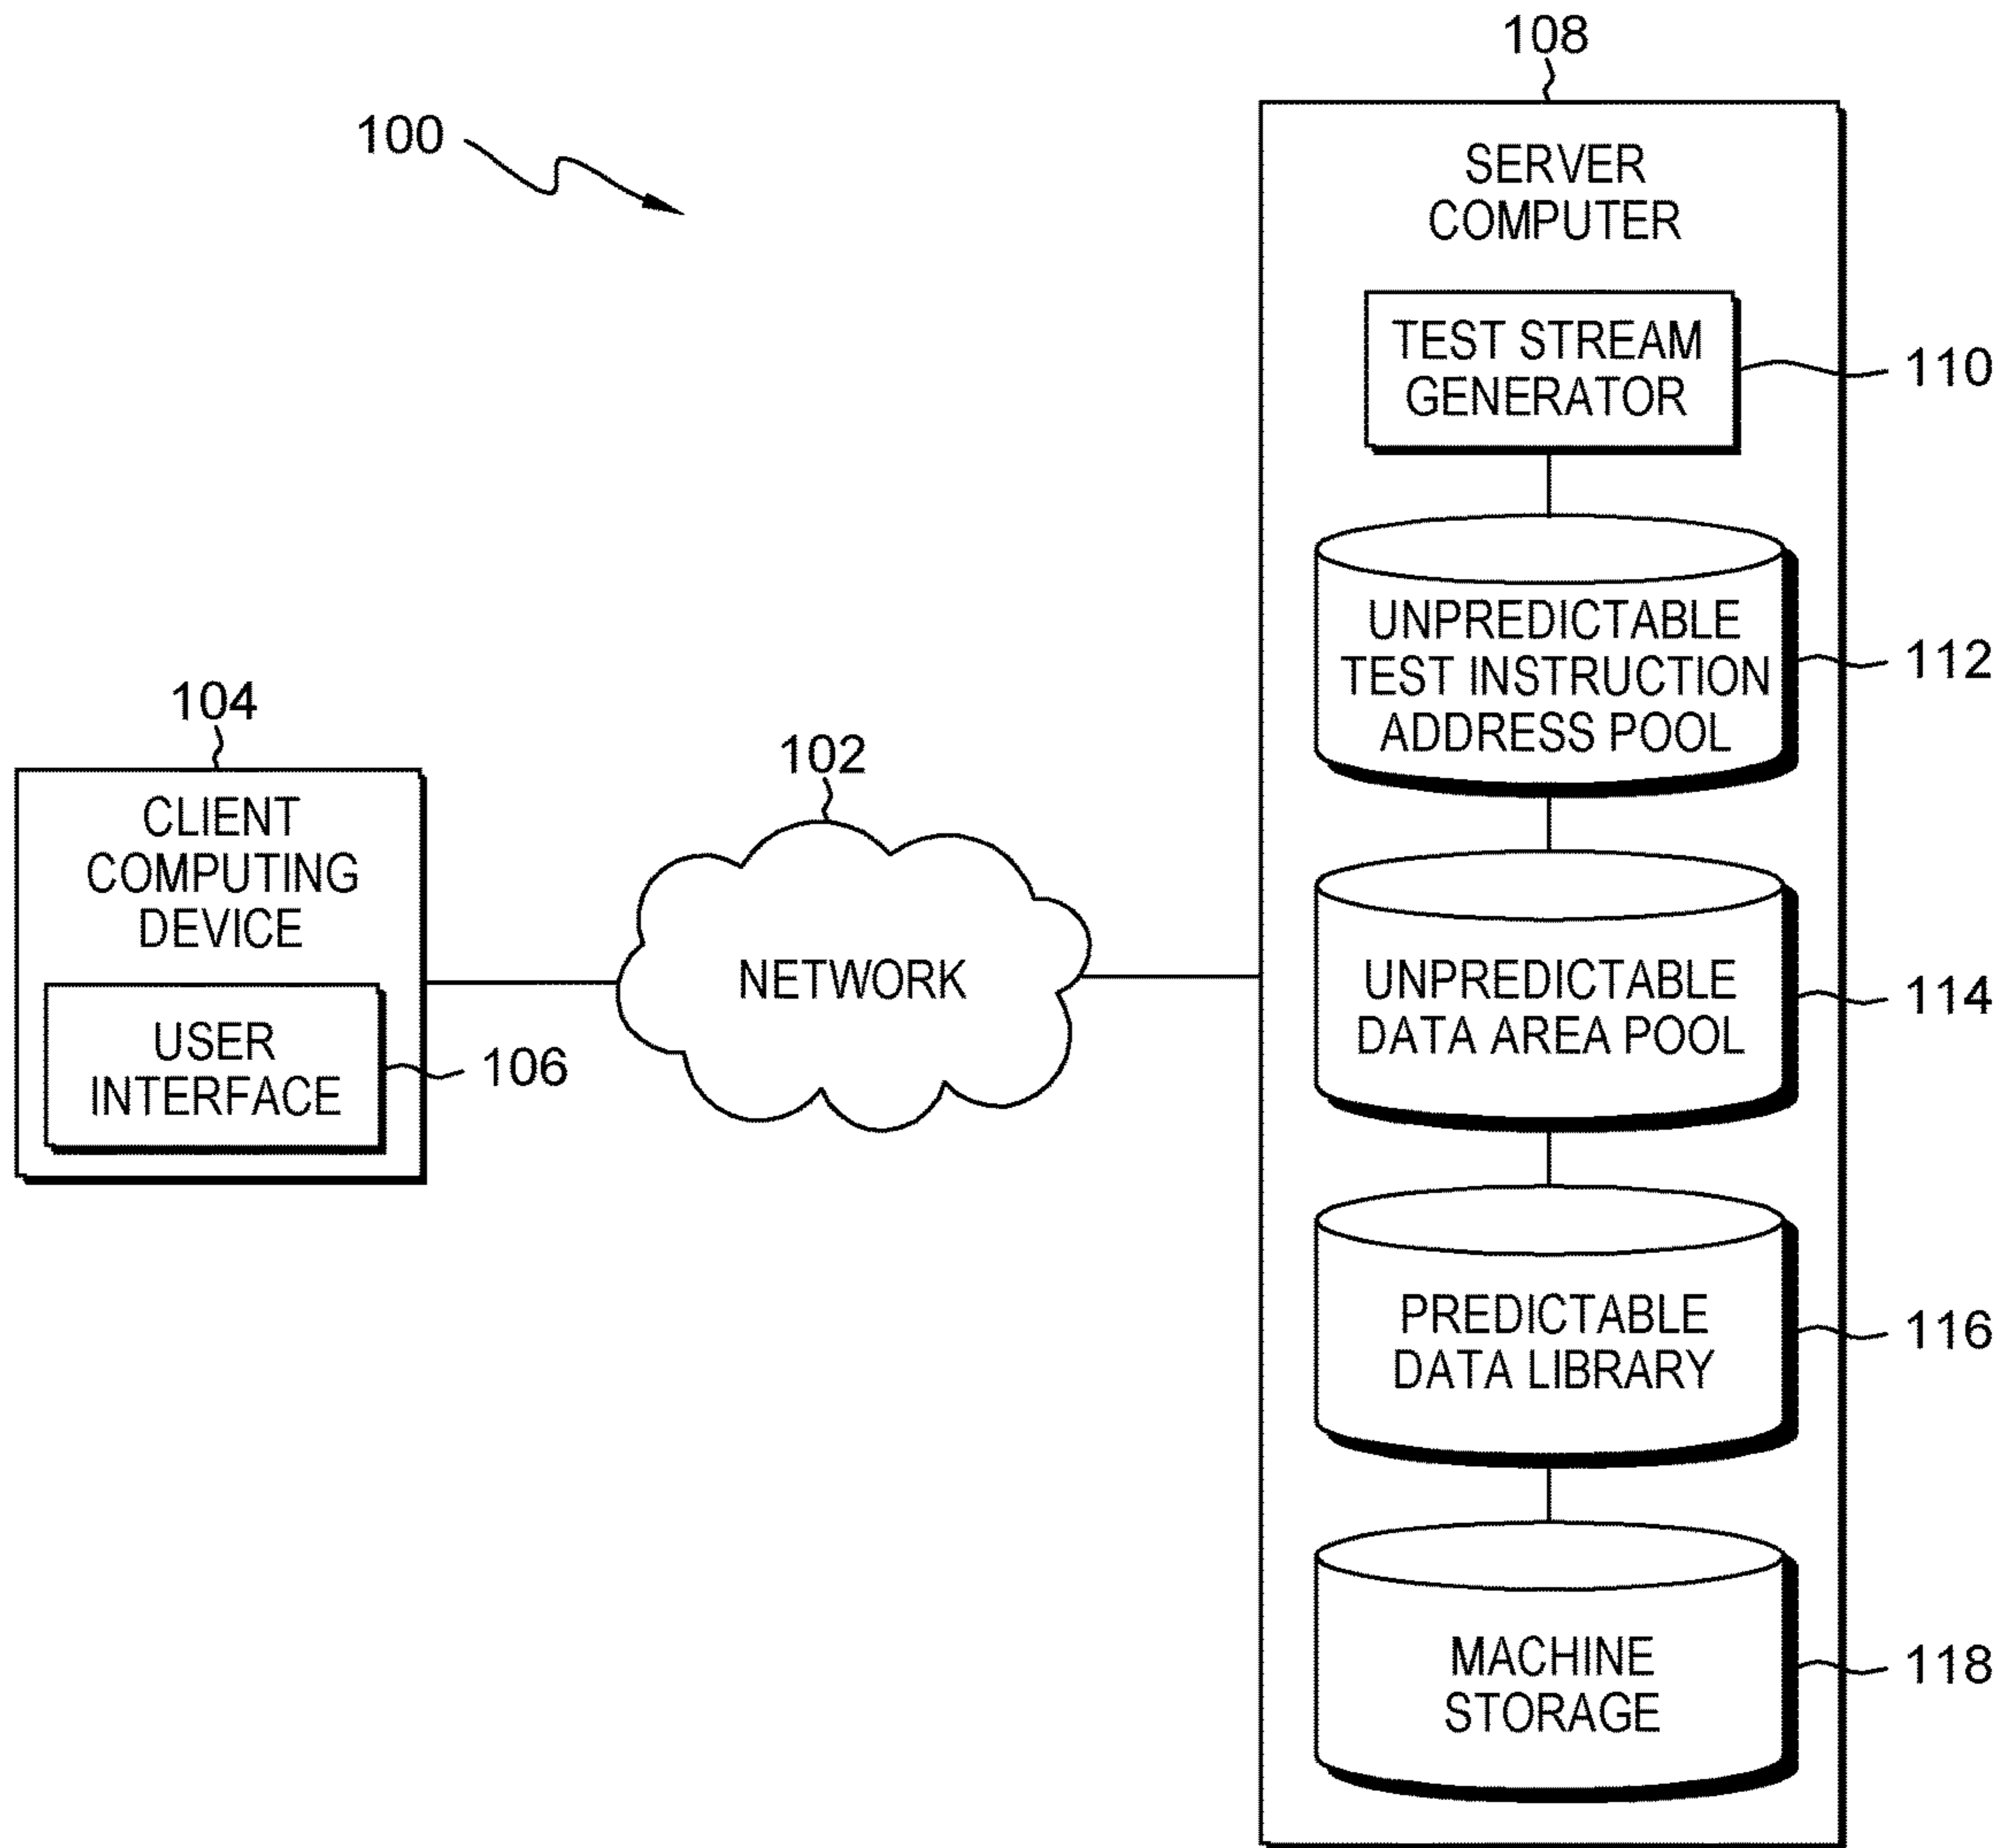 100
108
SERVER
COMPUTER
TEST STREAM
GENERATOR
110
UNPREDICTABLE
TEST INSTRUCTION
ADDRESS POOL
112
104
CLIENT
COMPUTING
DEVICE
USER
INTERFACE
106
102
NETWORK
UNPREDICTABLE
DATA AREA POOL
114
PREDICTABLE
DATA LIBRARY
116
MACHINE
STORAGE
118